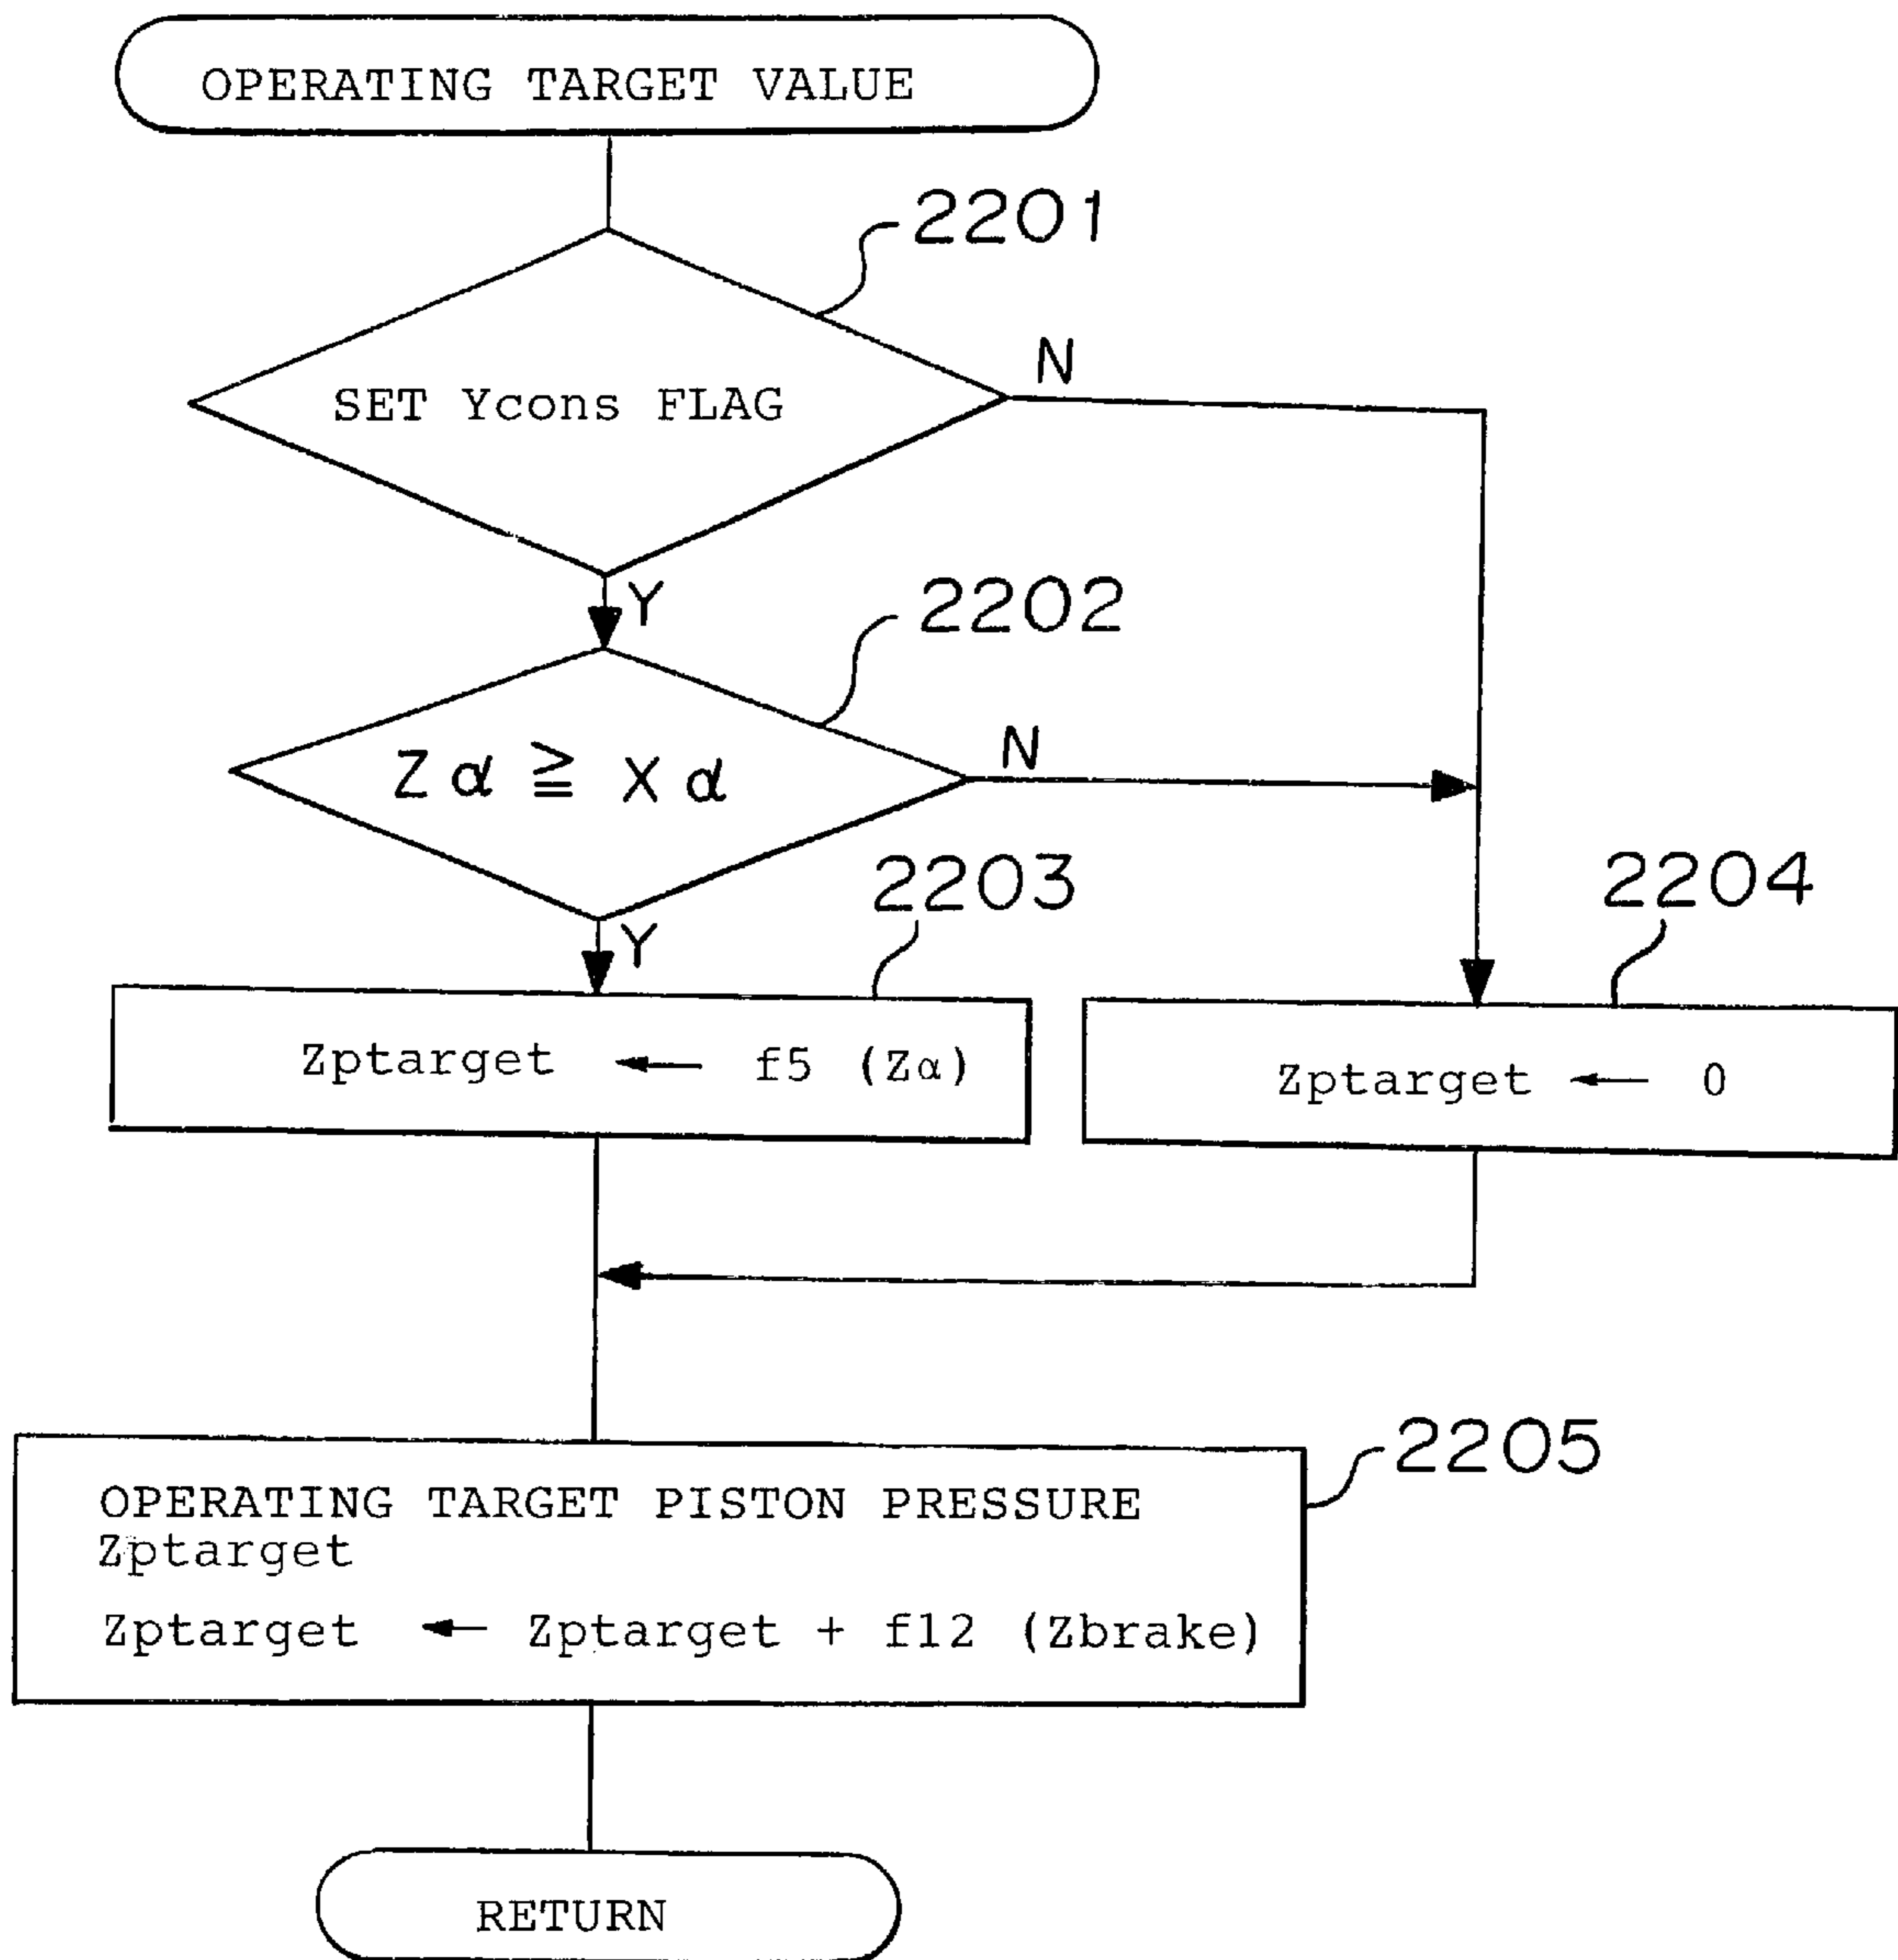 OPERATING TARGET VALUE
2201
SET Ycons FLAG
N
Y
2202
Zα ≧ Xα
N
Y
2203
2204
Zptarget ← f5 (Zα)
Zptarget ← 0
2205
OPERATING TARGET PISTON PRESSURE
Zptarget
Zptarget ← Zptarget + f12 (Zbrake)
RETURN